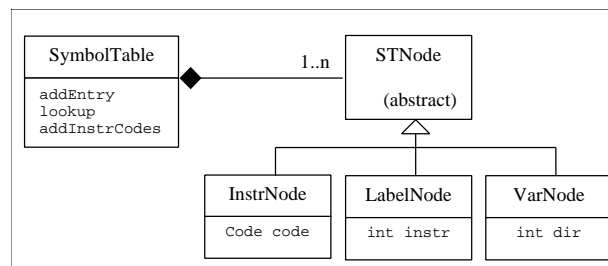 SymbolTable
addEntry
lookup
addInstrCodes
1..n
STNode
(abstract)
InstrNode
Code code
LabelNode
int instr
VarNode
int dir